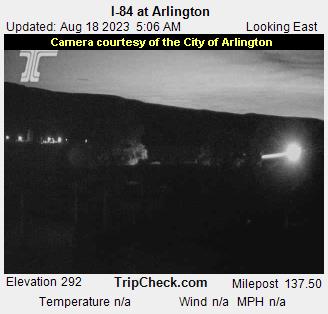 I-84 at Arlington
Updated: Aug 18 2023 5:06 AM Looking East
Camera courtesy of the City of Arlington
Elevation 292 TripCheck.com Milepost 137.50
Temperature n/a Wind n/a MPH n/a